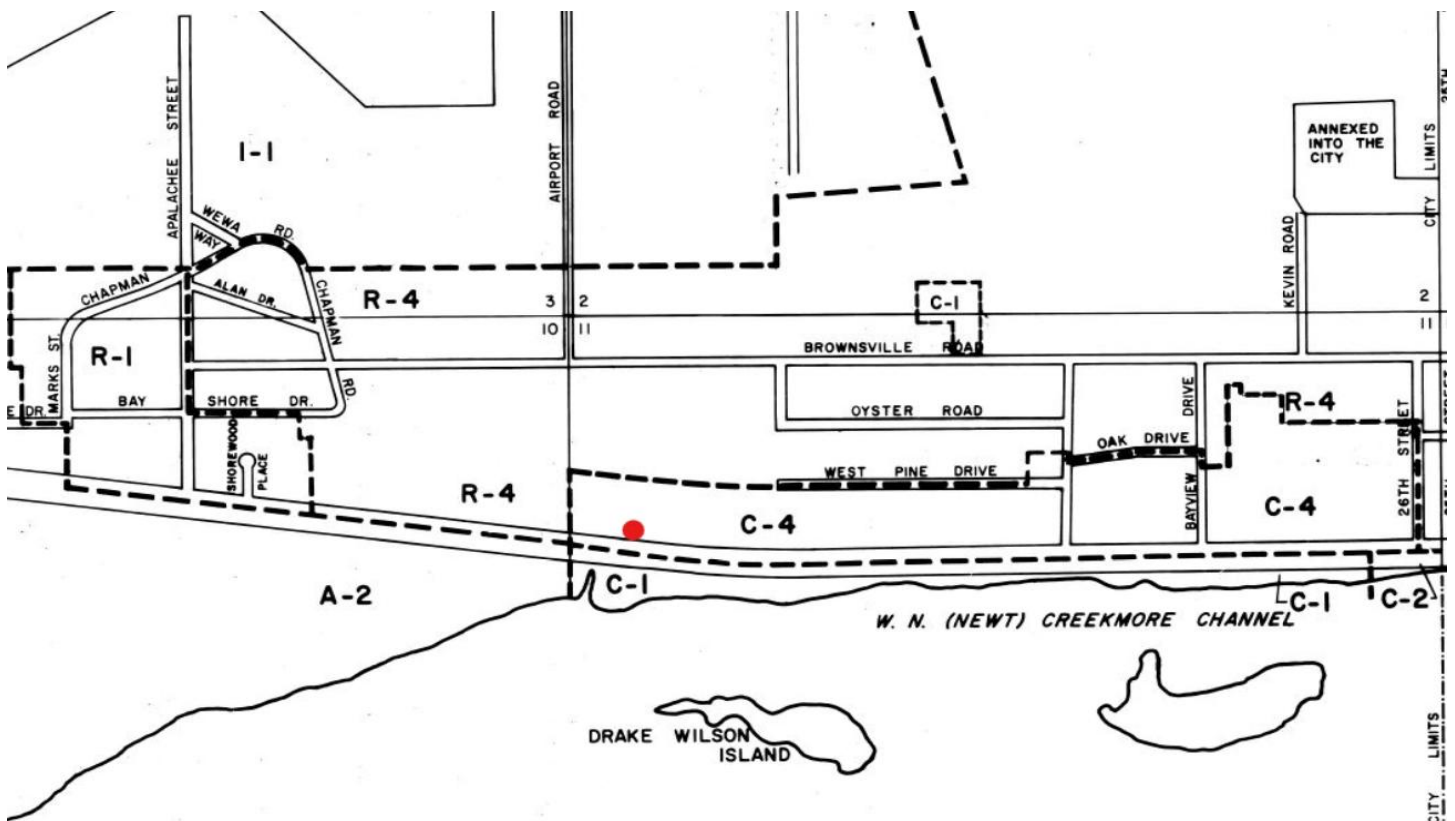 APALACHEE STREET
I-1
AIRPORT ROAD
ANNEXED
INTO THE
CITY
CITY LIMITS
26TH
WEWA RD.
WAY
CHAPMAN
ALAN DR.
CHAPMAN RD.
R-4
3 2
10 11
C-1
KEVIN ROAD
2
11
MARKS ST.
R-1
BROWNSVILLE ROAD
E DR.
BAY SHORE DR.
OYSTER ROAD
BAYVIEW DRIVE
R-4
26TH STREET
OAK DRIVE
SHOREWOOD
PLACE
WEST PINE DRIVE
R-4
C-4
C-4
A-2
C-1
C-1
C-2
W. N. (NEWT) CREEKMORE CHANNEL
DRAKE WILSON
ISLAND
CITY LIMITS